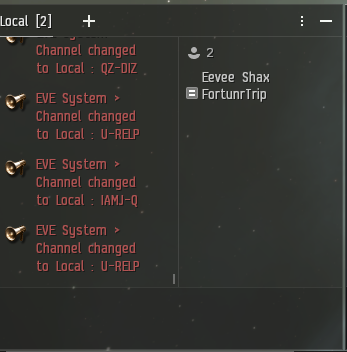 Local [2]
Channel changed
to Local : QZ-DIZ
EVE System >
Channel changed
to Local : U-RELP
EVE System >
Channel changed
to Local : IAMJ-Q
EVE System >
Channel changed
to Local : U-RELP
2
Eevee Shax
FortunrTrip